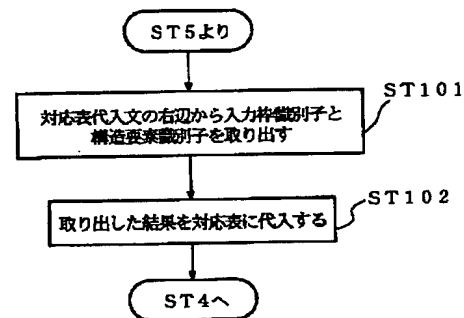 ST5より
ST101
対応表代入文の右辺から入力枠識別子と
構造要素識別子を取り出す
ST102
取り出した結果を対応表に代入する
ST4へ